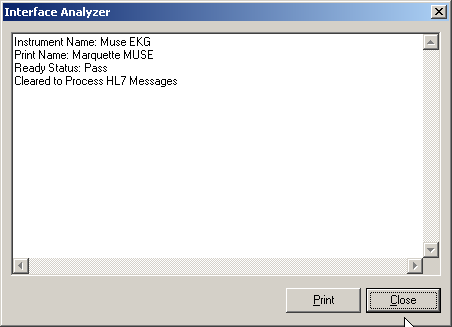 Interface Analyzer
Instrument Name: Muse EKG
Print Name: Marquette MUSE
Ready Status: Pass
Cleared to Process HL7 Messages
Print
Close